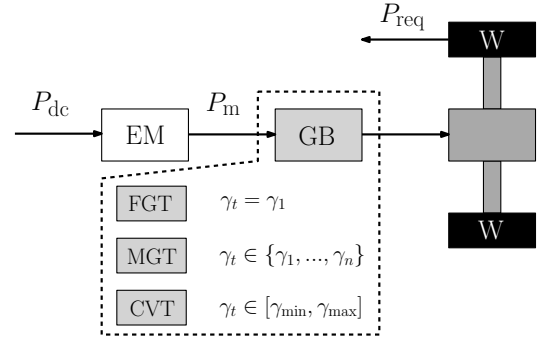 P_req
W
P_dc
EM
P_m
GB
FGT γ_t = γ_1
MGT γ_t ∈ {γ_1, ..., γ_n}
CVT γ_t ∈ [γ_min, γ_max]
W